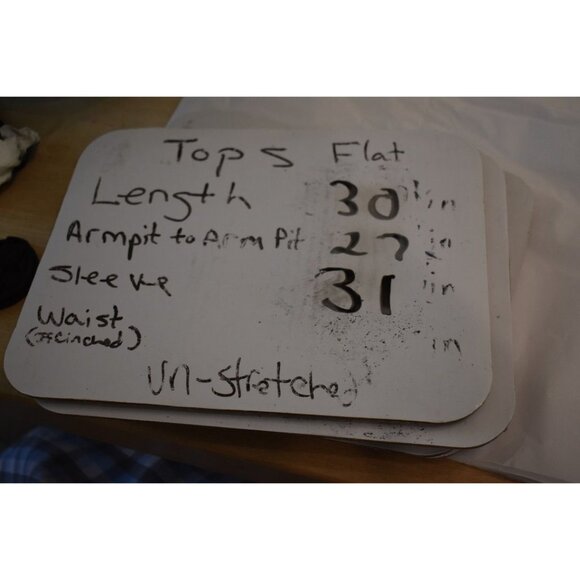 Tops Flat
Length 30 in
Armpit to Arm Pit 27 in
Sleeve 31 in
Waist in
(If Cinched)
Un-stretched